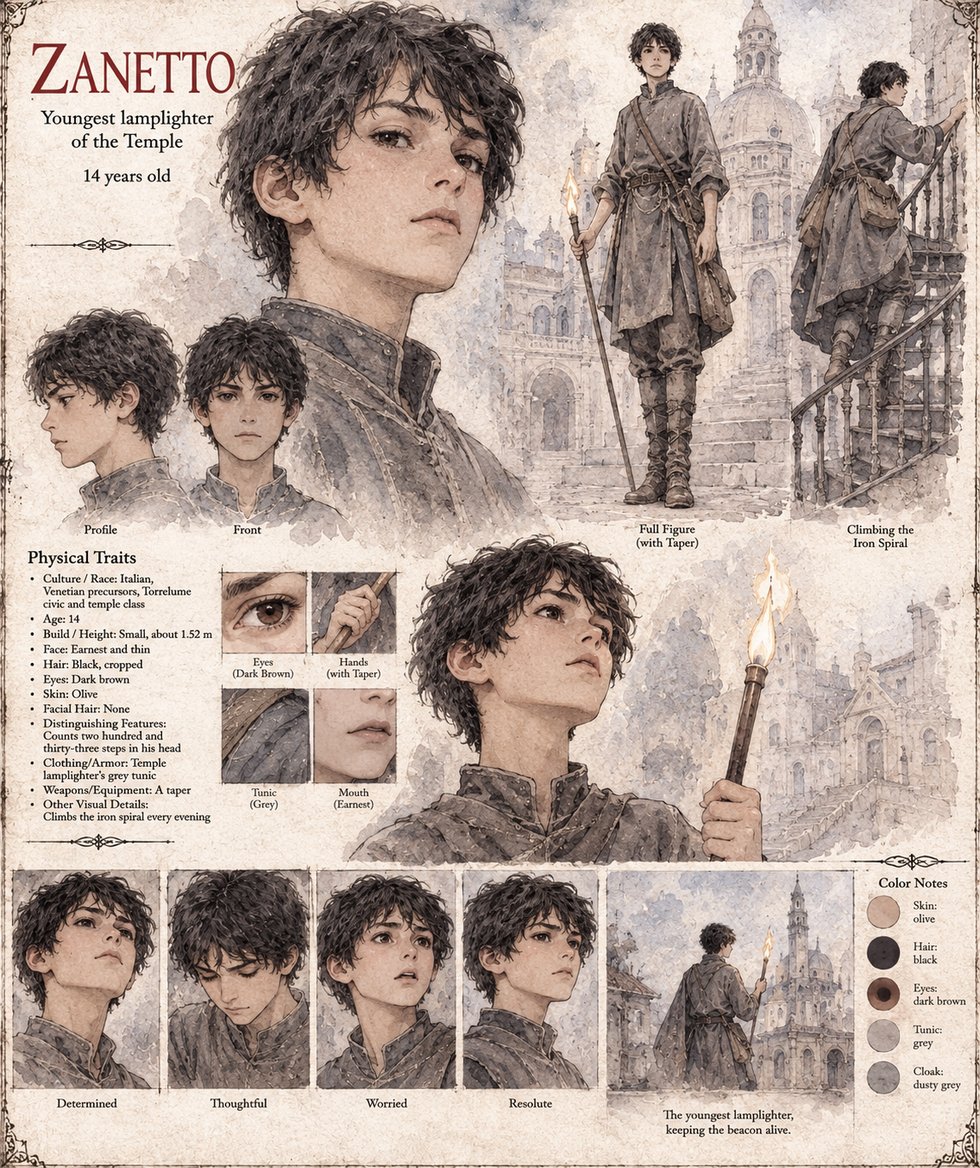 ZANETTO
Youngest lamplighter
of the Temple
14 years old
Profile
Front
Full Figure
(with Taper)
Climbing the
Iron Spiral
Physical Traits
• Culture / Race: Italian,
Venetian precursors, Torrelume
civic and temple class
• Age: 14
• Build / Height: Small, about 1.52 m
• Face: Earnest and thin
• Hair: Black, cropped
• Eyes: Dark brown
• Skin: Olive
• Facial Hair: None
• Distinguishing Features:
Counts two hundred and
thirty-three steps in his head
• Clothing/Armor: Temple
lamplighter's grey tunic
• Weapons/Equipment: A taper
• Other Visual Details:
Climbs the iron spiral every evening
Eyes
(Dark Brown)
Hands
(with Taper)
Tunic
(Grey)
Mouth
(Earnest)
Determined
Thoughtful
Worried
Resolute
The youngest lamplighter,
keeping the beacon alive.
Color Notes
Skin:
olive
Hair:
black
Eyes:
dark brown
Tunic:
grey
Cloak:
dusty grey